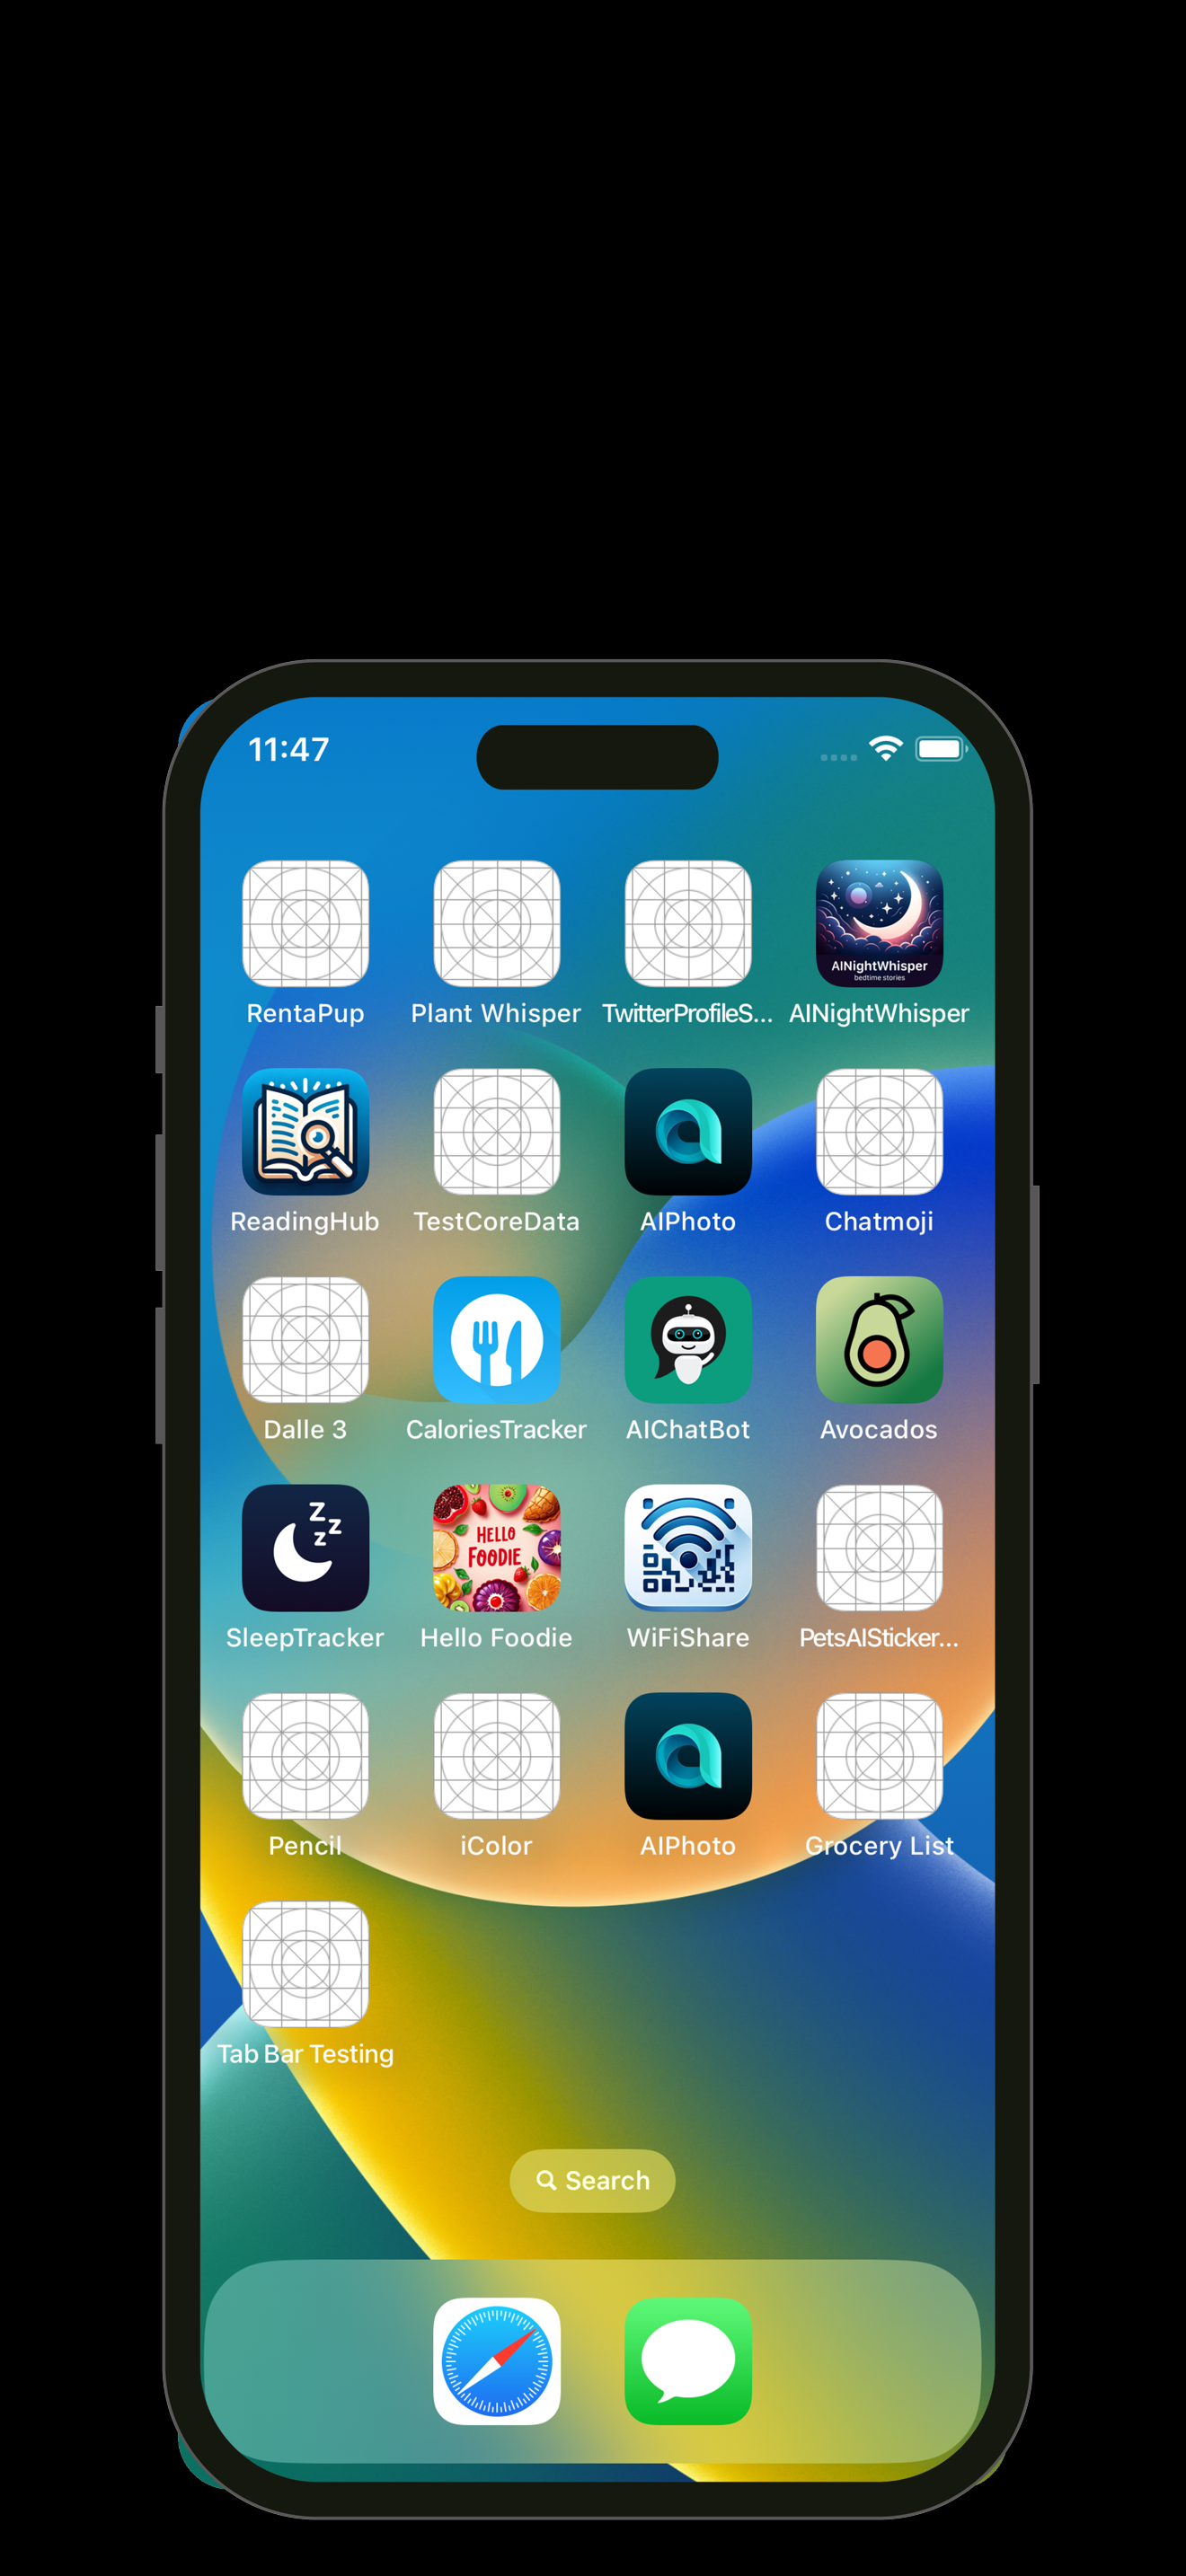 11:47
RentaPup
Plant Whisper
TwitterProfileS...
AINightWhisper
bedtime stories
AINightWhisper
ReadingHub
TestCoreData
AIPhoto
Chatmoji
Dalle 3
CaloriesTracker
AIChatBot
Avocados
z
z
z
SleepTracker
HELLO
FOODIE
Hello Foodie
WiFiShare
PetsAISticker...
Pencil
iColor
AIPhoto
Grocery List
Tab Bar Testing
Search